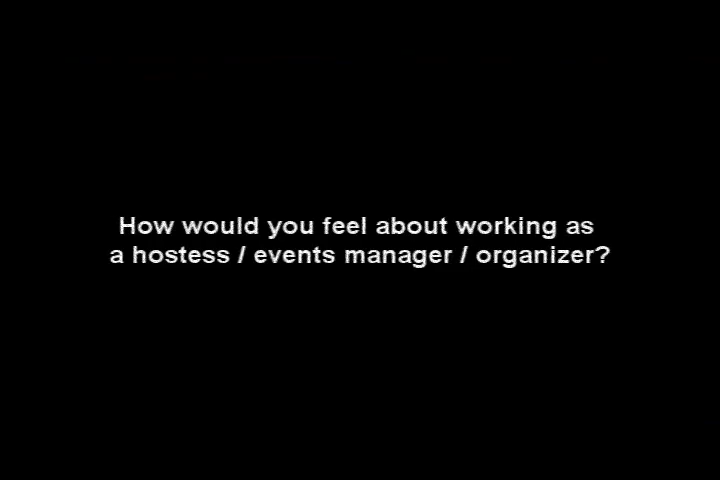 How would you feel about working as
a hostess / events manager / organizer?